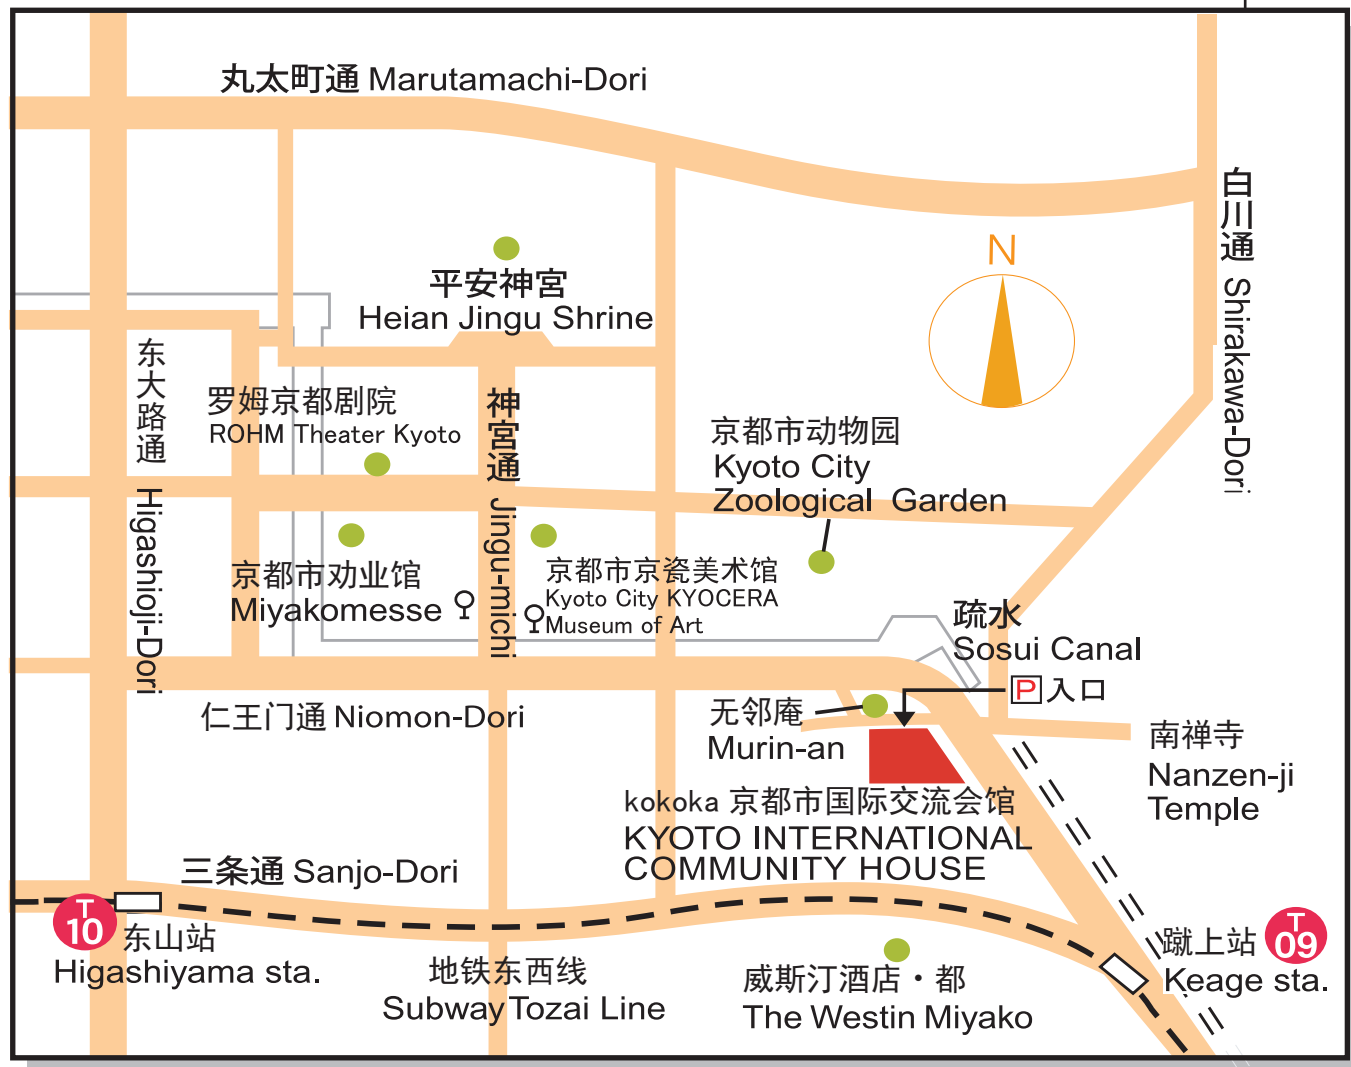 丸太町通 Marutamachi-Dori
白川通 Shirakawa-Dori
N
平安神宮
Heian Jingu Shrine
东大路通 Higashioji-Dori
罗姆京都剧院
ROHM Theater Kyoto
神宮通 Jingu-michi
京都市动物园
Kyoto City
Zoological Garden
京都市劝业馆
Miyakomesse
京都市京瓷美术馆
Kyoto City KYOCERA
Museum of Art
疏水
Sosui Canal
P 入口
仁王门通 Niomon-Dori
无邻庵
Murin-an
南禅寺
Nanzen-ji
Temple
kokoka 京都市国际交流会馆
KYOTO INTERNATIONAL
COMMUNITY HOUSE
三条通 Sanjo-Dori
T
10
东山站
Higashiyama sta.
地铁东西线
Subway Tozai Line
威斯汀酒店・都
The Westin Miyako
蹴上站
Keage sta.
T
09